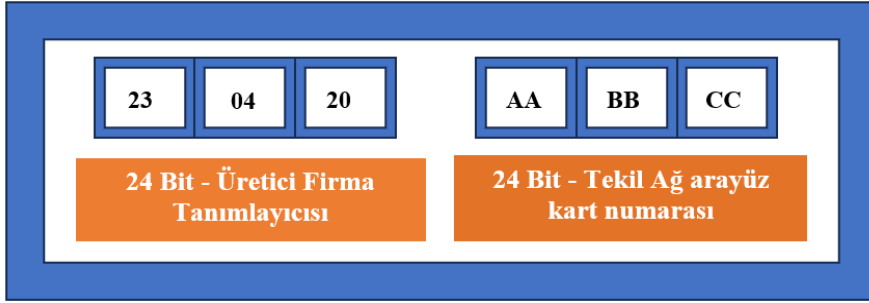 23 04 20 AA BB CC
24 Bit - Üretici Firma
Tanımlayıcısı
24 Bit - Tekil Ağ arayüz
kart numarası